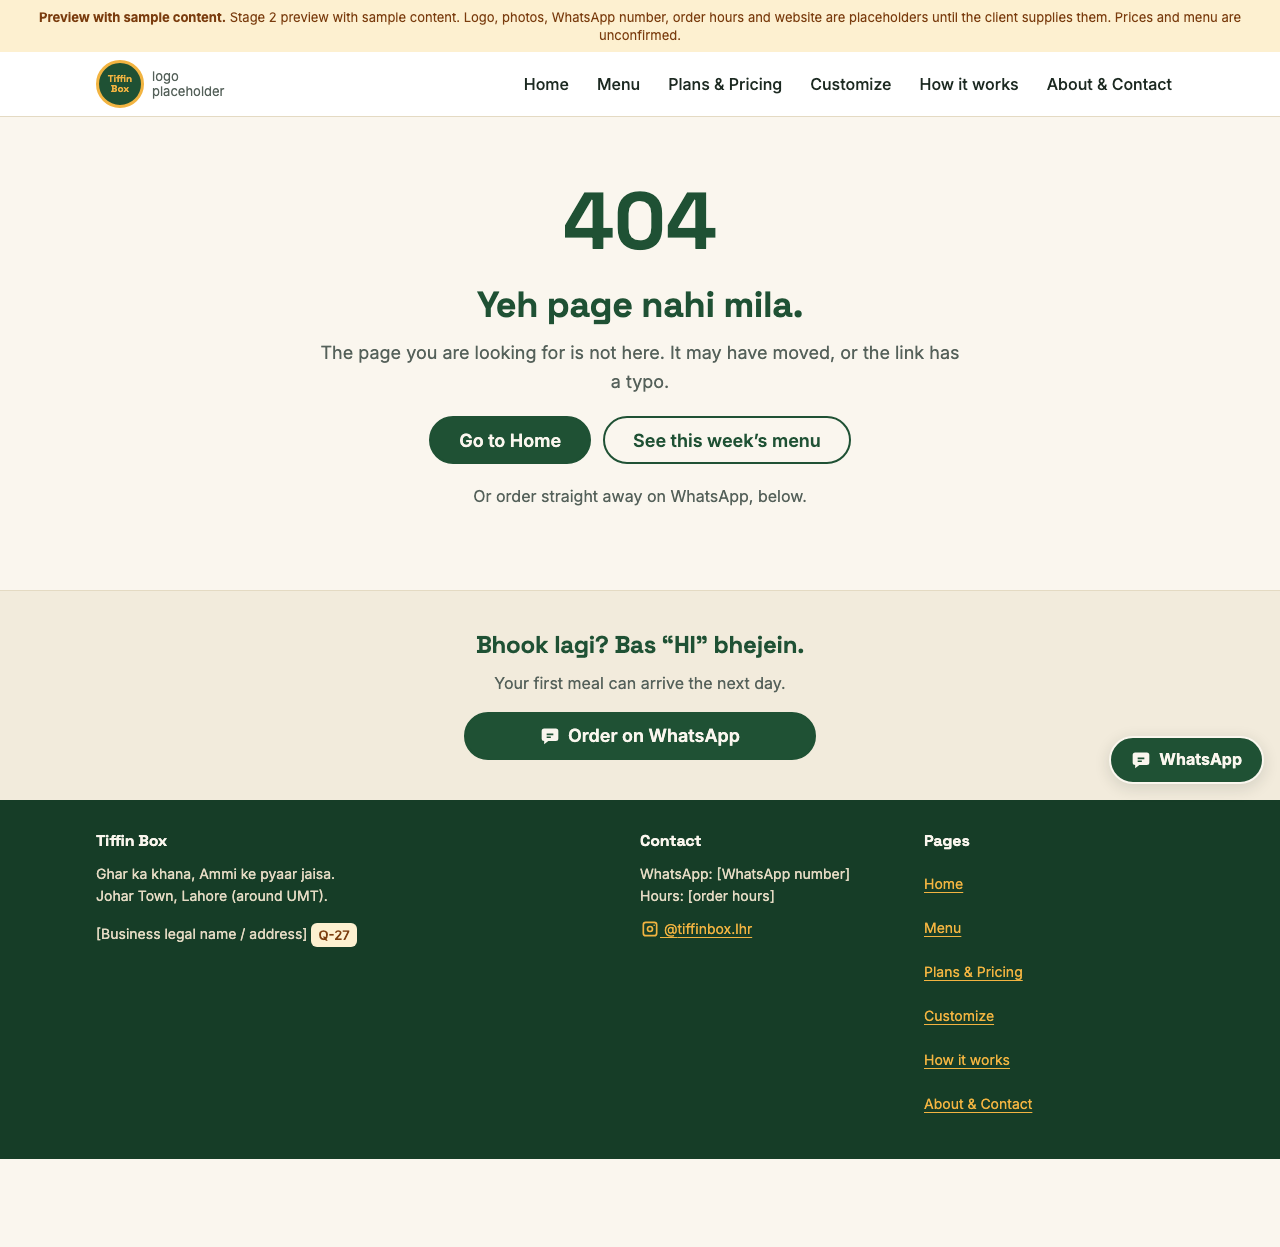 Preview with sample content. Stage 2 preview with sample content. Logo, photos, WhatsApp number, order hours and website are placeholders until the client supplies them. Prices and menu are
unconfirmed.
Tiffin
Box
logo
placeholder
Home Menu Plans & Pricing Customize How it works About & Contact
404
Yeh page nahi mila.
The page you are looking for is not here. It may have moved, or the link has
a typo.
Go to Home See this week’s menu
Or order straight away on WhatsApp, below.
Bhook lagi? Bas “HI” bhejein.
Your first meal can arrive the next day.
Order on WhatsApp
WhatsApp
Tiffin Box
Ghar ka khana, Ammi ke pyaar jaisa.
Johar Town, Lahore (around UMT).
[Business legal name / address] Q-27
Contact
WhatsApp: [WhatsApp number]
Hours: [order hours]
@tiffinbox.lhr
Pages
Home
Menu
Plans & Pricing
Customize
How it works
About & Contact